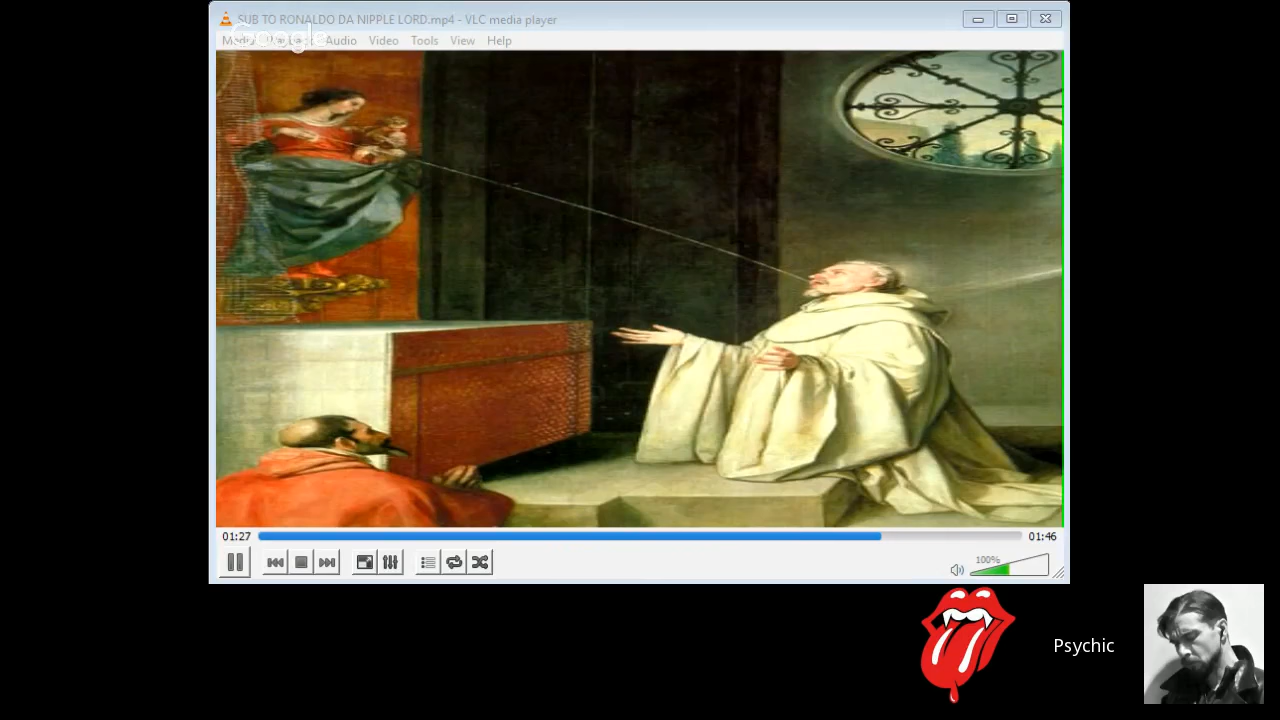 SUB TO RONALDO DA NIPPLE LORD.mp4 - VLC media player
Google
Audio Video Tools View Help
01:27
01:46
100%
Psychic